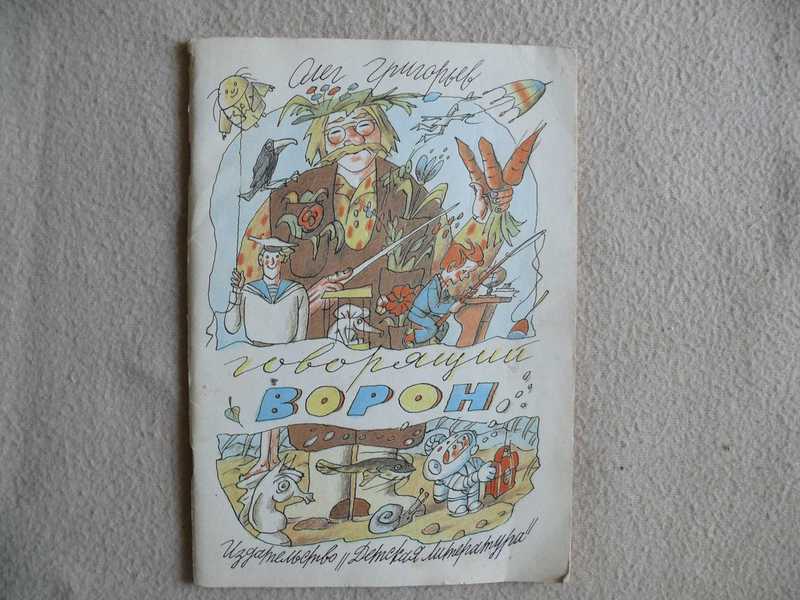 Олег Григорьев
говорящий
ВОРОН
Издательство „Детская литература"